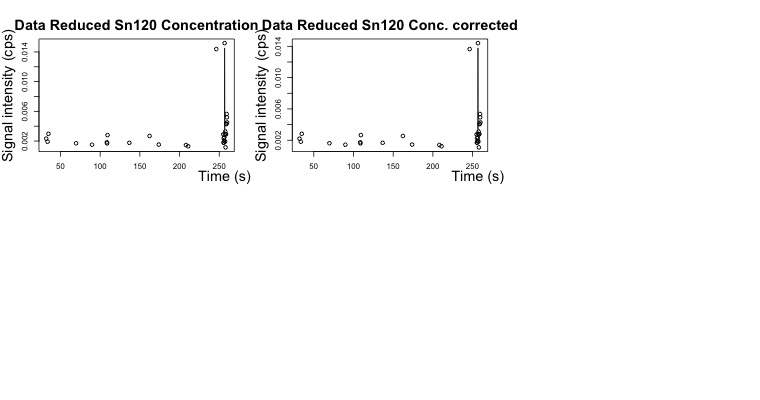 Data Reduced Sn120 Concentration
Signal intensity (cps)
0.002 0.006 0.010 0.014
50 100 150 200 250
Time (s)
Data Reduced Sn120 Conc. corrected
Signal intensity (cps)
0.002 0.006 0.010 0.014
50 100 150 200 250
Time (s)